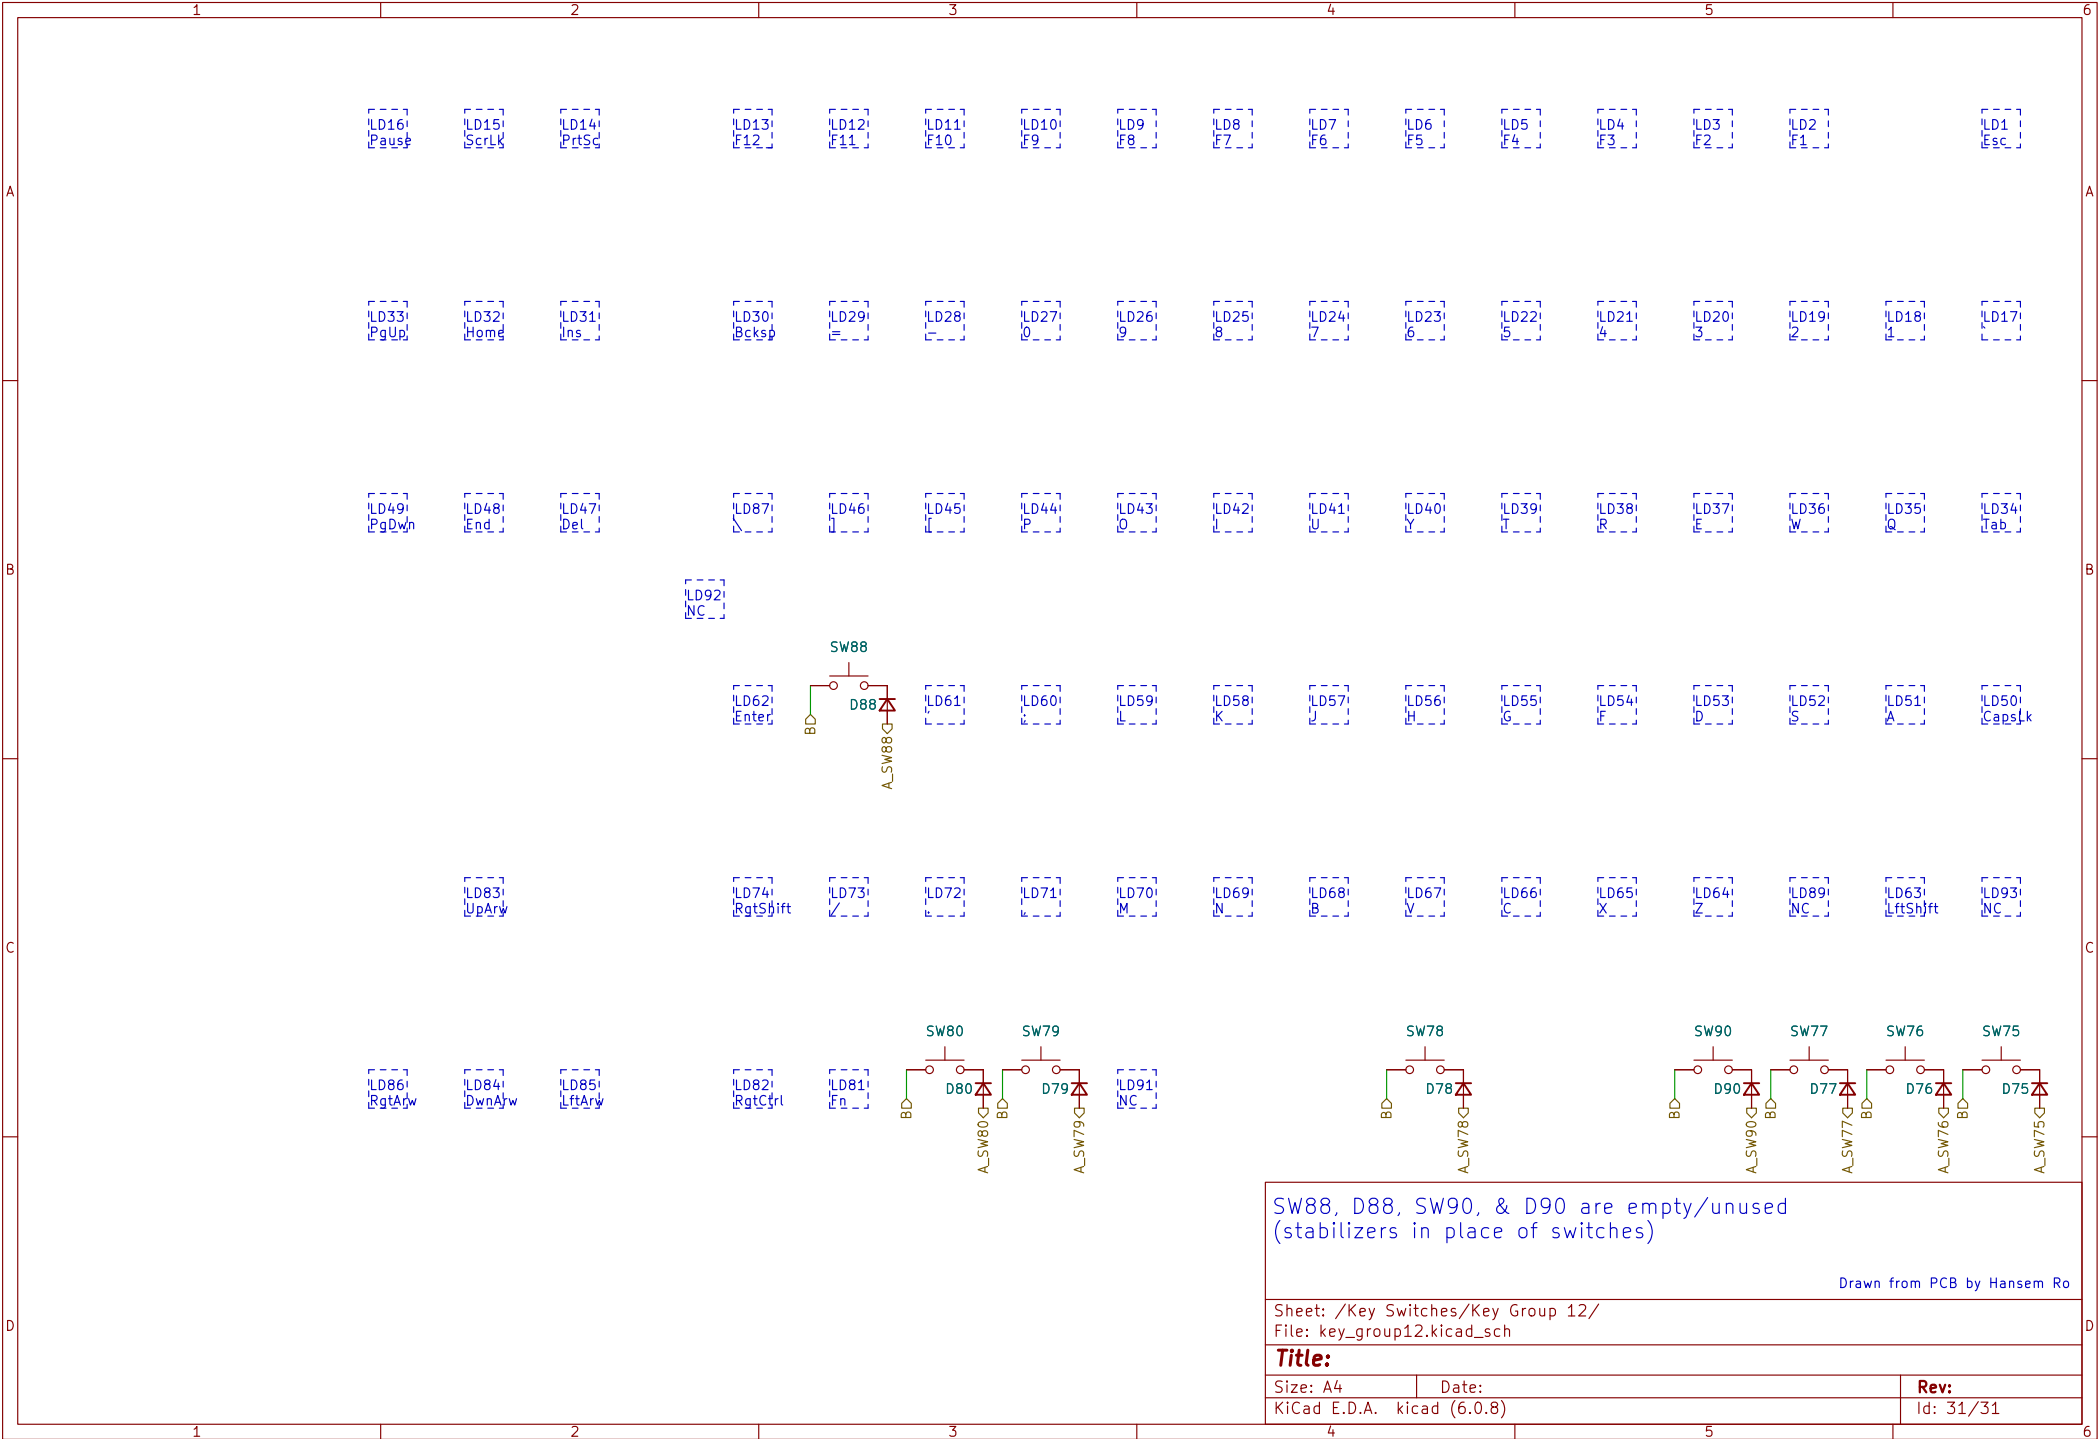 1 2 3 4 5 6
LD16 LD15 LD14 LD13 LD12 LD11 LD10 LD9 LD8 LD7 LD6 LD5 LD4 LD3 LD2 LD1
Pause ScrLk PrtSc F12 F11 F10 F9 F8 F7 F6 F5 F4 F3 F2 F1 Esc
A A
LD33 LD32 LD31 LD30 LD29 LD28 LD27 LD26 LD25 LD24 LD23 LD22 LD21 LD20 LD19 LD18 LD17
PgUp Home Ins Bcksp = - 0 9 8 7 6 5 4 3 2 1 `
LD49 LD48 LD47 LD87 LD46 LD45 LD44 LD43 LD42 LD41 LD40 LD39 LD38 LD37 LD36 LD35 LD34
PgDwn End Del \ ] [ P O I U Y T R E W Q Tab
B B
LD92
NC
SW88
LD62 D88 LD61 LD60 LD59 LD58 LD57 LD56 LD55 LD54 LD53 LD52 LD51 LD50
Enter ' ; L K J H G F D S A CapsLk
B
A_SW88
LD83 LD74 LD73 LD72 LD71 LD70 LD69 LD68 LD67 LD66 LD65 LD64 LD89 LD63 LD93
UpArw RgtShift / . , M N B V C X Z NC LftShift NC
C C
SW80 SW79 SW78 SW90 SW77 SW76 SW75
LD86 LD84 LD85 LD82 LD81 D80 D79 LD91 D78 D90 D77 D76 D75
RgtArw DwnArw LftArw RgtCtrl Fn NC
B B B B B B B
A_SW80 A_SW79 A_SW78 A_SW90 A_SW77 A_SW76 A_SW75
SW88, D88, SW90, & D90 are empty/unused
(stabilizers in place of switches)
Drawn from PCB by Hansem Ro
Sheet: /Key Switches/Key Group 12/
File: key_group12.kicad_sch
D D
Title:
Size: A4 Date: Rev:
KiCad E.D.A. kicad (6.0.8) Id: 31/31
1 2 3 4 5 6